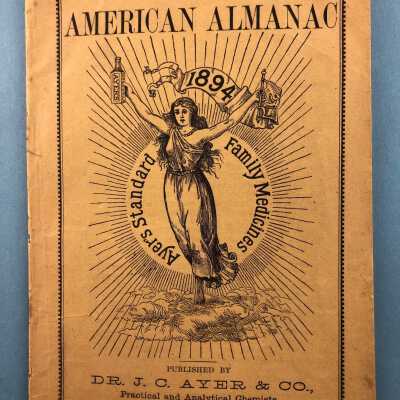 AMERICAN ALMANAC
1894
AYER'S
Ayer's Standard
Family Medicines
PUBLISHED BY
DR. J. C. AYER & CO.,
Practical and Analytical Chemists